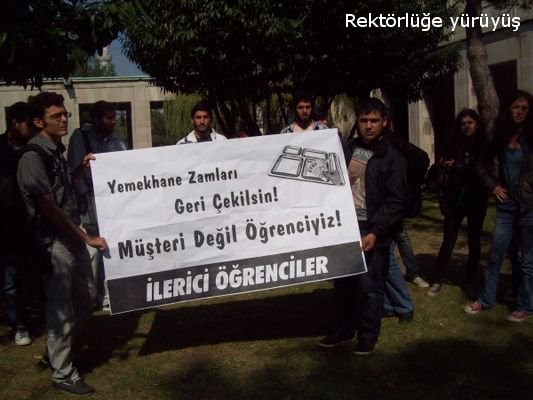 Rektörlüğe yürüyüş
Yemekhane Zamları
Geri Çekilsin!
Müşteri Değil Öğrenciyiz!
İLERİCİ ÖĞRENCİLER